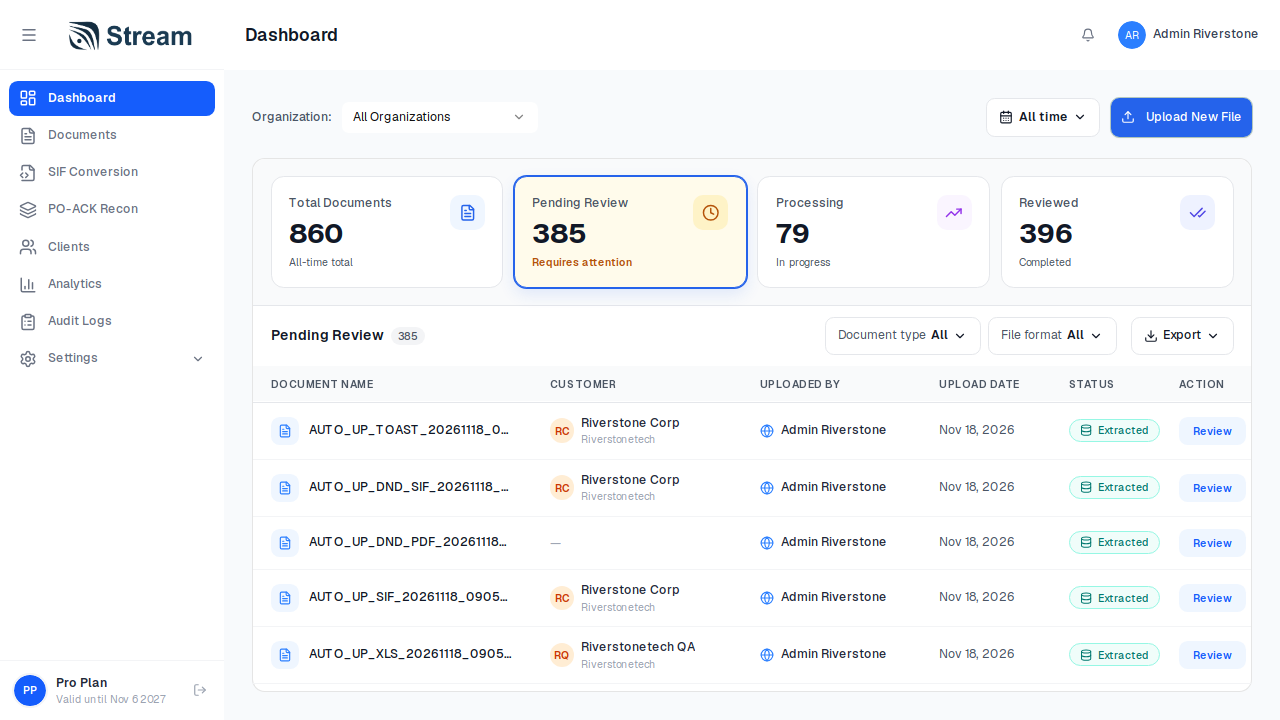 Stream
Dashboard
AR
Admin Riverstone
Dashboard
Documents
SIF Conversion
PO-ACK Recon
Clients
Analytics
Audit Logs
Settings
PP
Pro Plan
Valid until Nov 6 2027
Organization:
All Organizations
All time
Upload New File
Total Documents
860
All-time total
Pending Review
385
Requires attention
Processing
79
In progress
Reviewed
396
Completed
Pending Review 385
Document type All
File format All
Export
DOCUMENT NAME CUSTOMER UPLOADED BY UPLOAD DATE STATUS ACTION
AUTO_UP_TOAST_20261118_0... RC Riverstone Corp Admin Riverstone Nov 18, 2026 Extracted Review
Riverstonetech
AUTO_UP_DND_SIF_20261118_... RC Riverstone Corp Admin Riverstone Nov 18, 2026 Extracted Review
Riverstonetech
AUTO_UP_DND_PDF_20261118... — Admin Riverstone Nov 18, 2026 Extracted Review
AUTO_UP_SIF_20261118_0905... RC Riverstone Corp Admin Riverstone Nov 18, 2026 Extracted Review
Riverstonetech
AUTO_UP_XLS_20261118_0905... RQ Riverstonetech QA Admin Riverstone Nov 18, 2026 Extracted Review
Riverstonetech